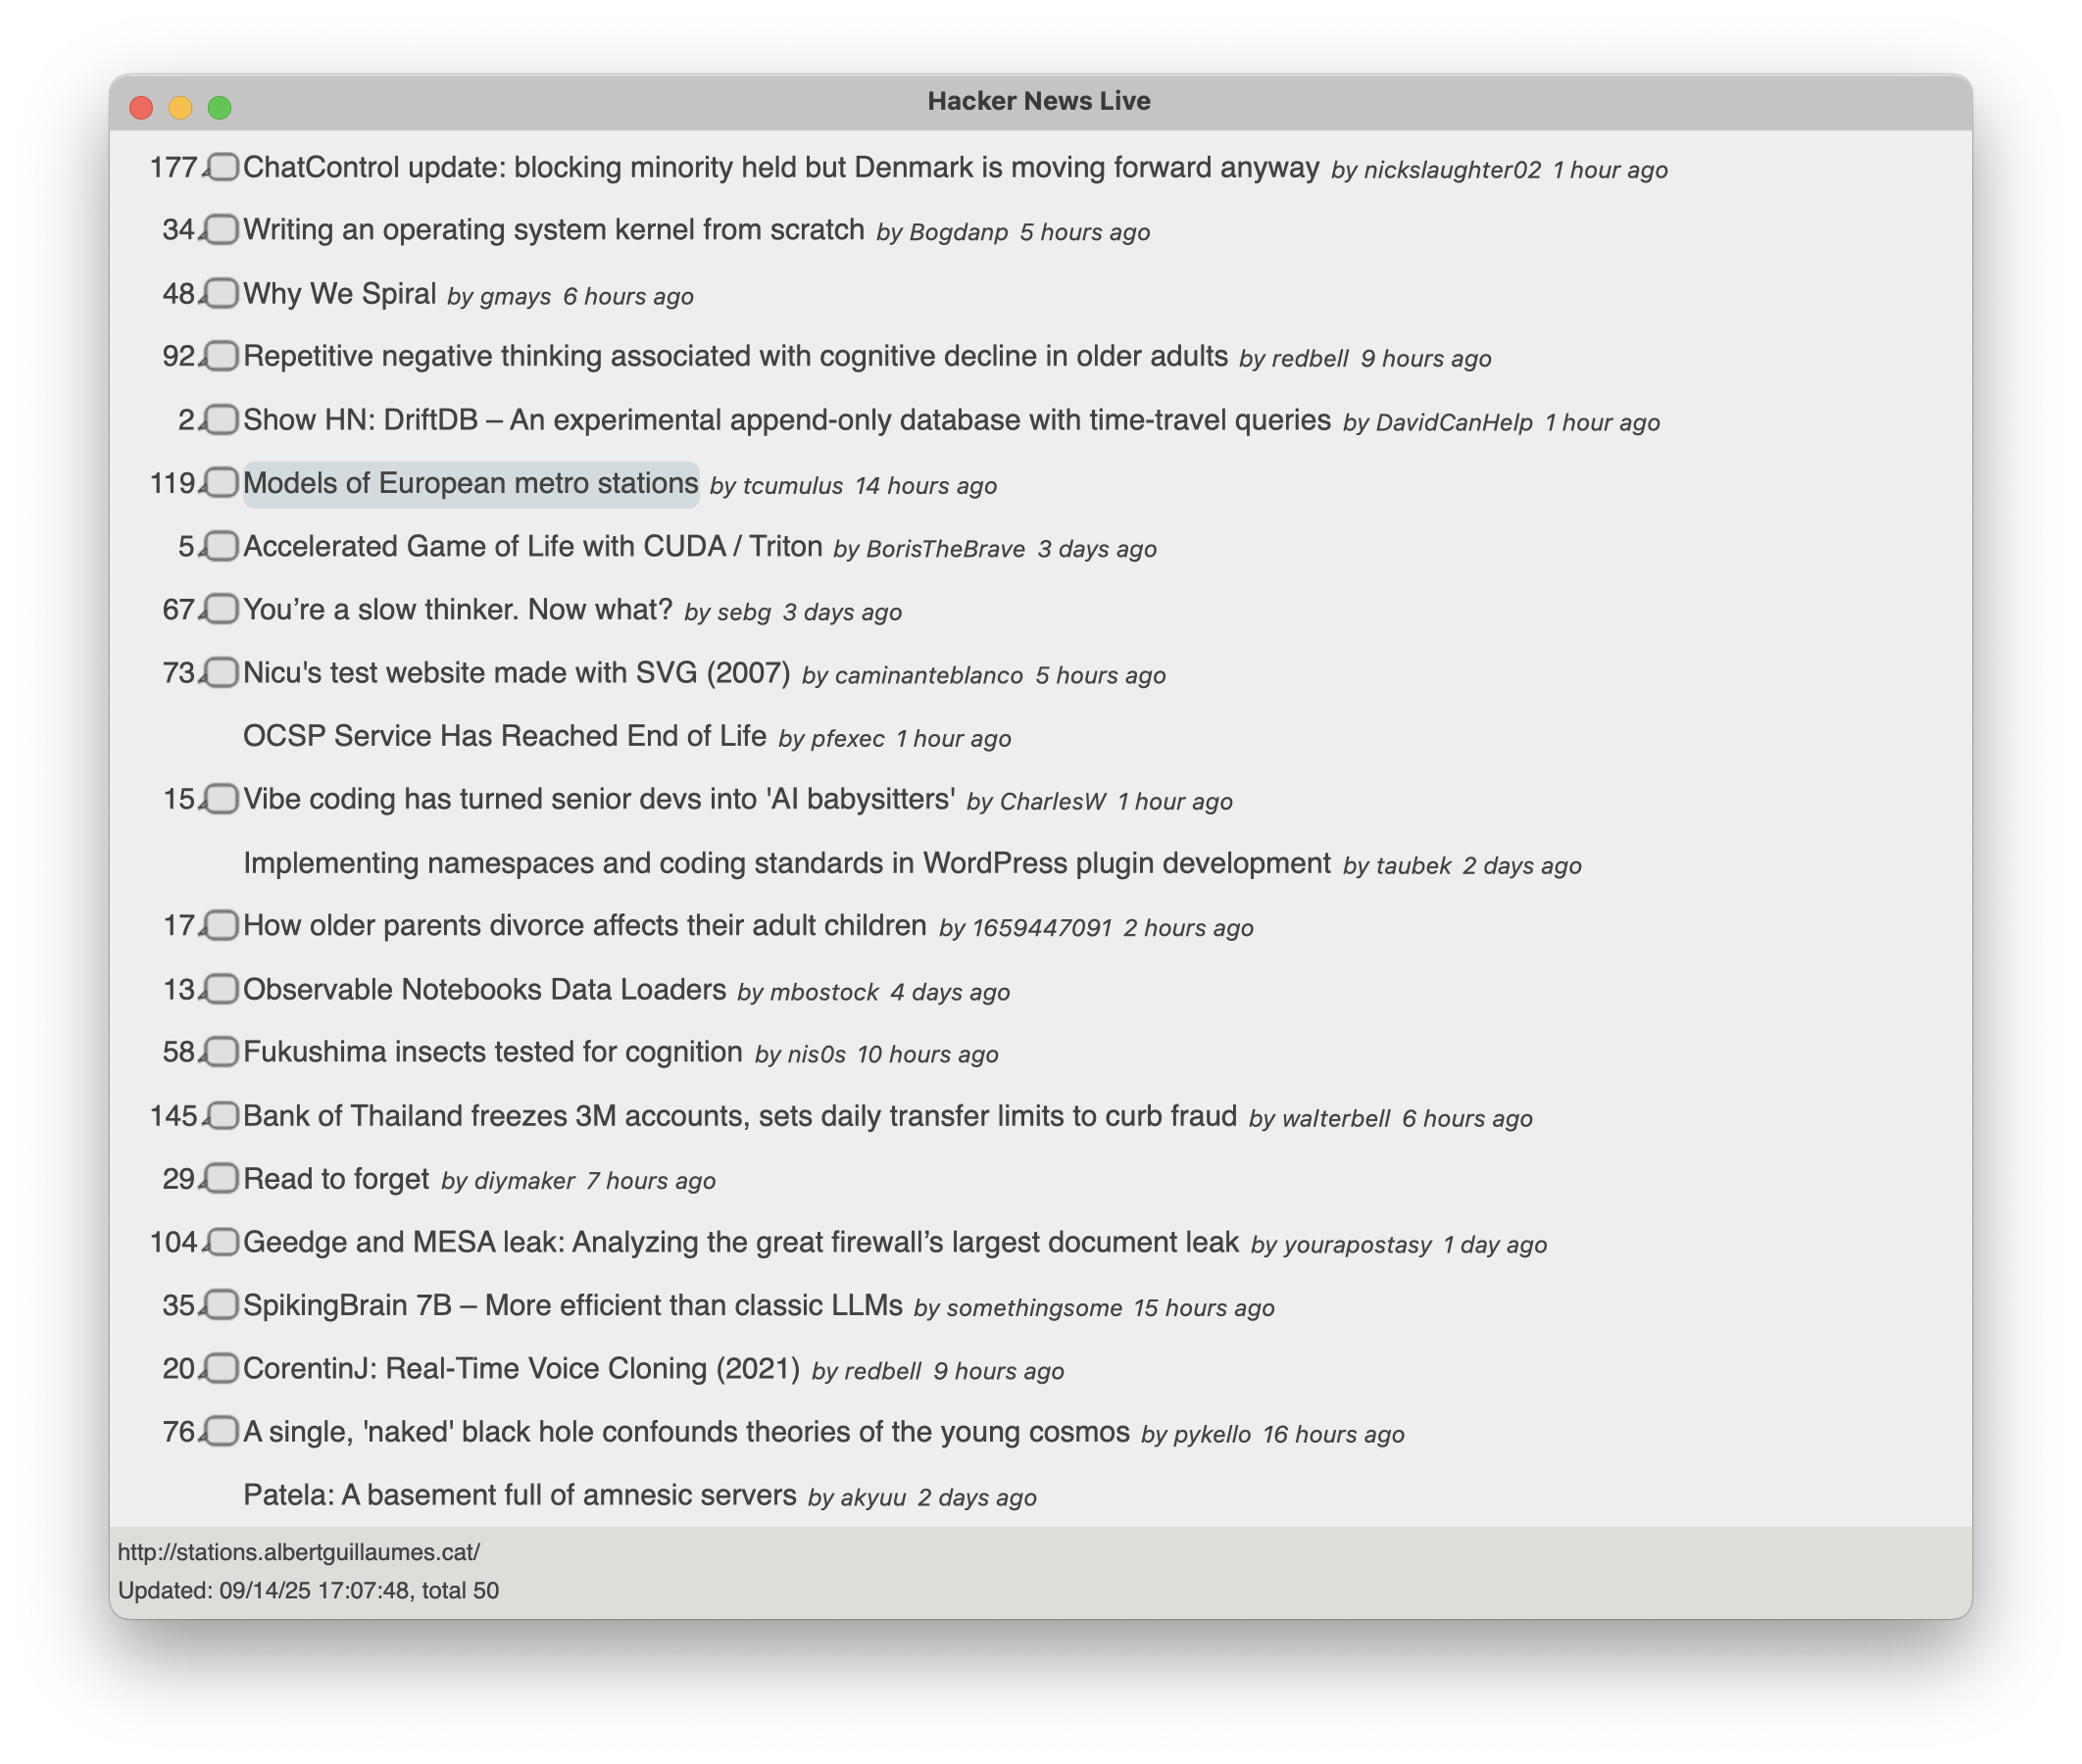 Hacker News Live
177 ChatControl update: blocking minority held but Denmark is moving forward anyway by nickslaughter02 1 hour ago
34 Writing an operating system kernel from scratch by Bogdanp 5 hours ago
48 Why We Spiral by gmays 6 hours ago
92 Repetitive negative thinking associated with cognitive decline in older adults by redbell 9 hours ago
2 Show HN: DriftDB – An experimental append-only database with time-travel queries by DavidCanHelp 1 hour ago
119 Models of European metro stations by tcumulus 14 hours ago
5 Accelerated Game of Life with CUDA / Triton by BorisTheBrave 3 days ago
67 You’re a slow thinker. Now what? by sebg 3 days ago
73 Nicu's test website made with SVG (2007) by caminanteblanco 5 hours ago
OCSP Service Has Reached End of Life by pfexec 1 hour ago
15 Vibe coding has turned senior devs into 'AI babysitters' by CharlesW 1 hour ago
Implementing namespaces and coding standards in WordPress plugin development by taubek 2 days ago
17 How older parents divorce affects their adult children by 1659447091 2 hours ago
13 Observable Notebooks Data Loaders by mbostock 4 days ago
58 Fukushima insects tested for cognition by nis0s 10 hours ago
145 Bank of Thailand freezes 3M accounts, sets daily transfer limits to curb fraud by walterbell 6 hours ago
29 Read to forget by diymaker 7 hours ago
104 Geedge and MESA leak: Analyzing the great firewall’s largest document leak by yourapostasy 1 day ago
35 SpikingBrain 7B – More efficient than classic LLMs by somethingsome 15 hours ago
20 CorentinJ: Real-Time Voice Cloning (2021) by redbell 9 hours ago
76 A single, 'naked' black hole confounds theories of the young cosmos by pykello 16 hours ago
Patela: A basement full of amnesic servers by akyuu 2 days ago
http://stations.albertguillaumes.cat/
Updated: 09/14/25 17:07:48, total 50